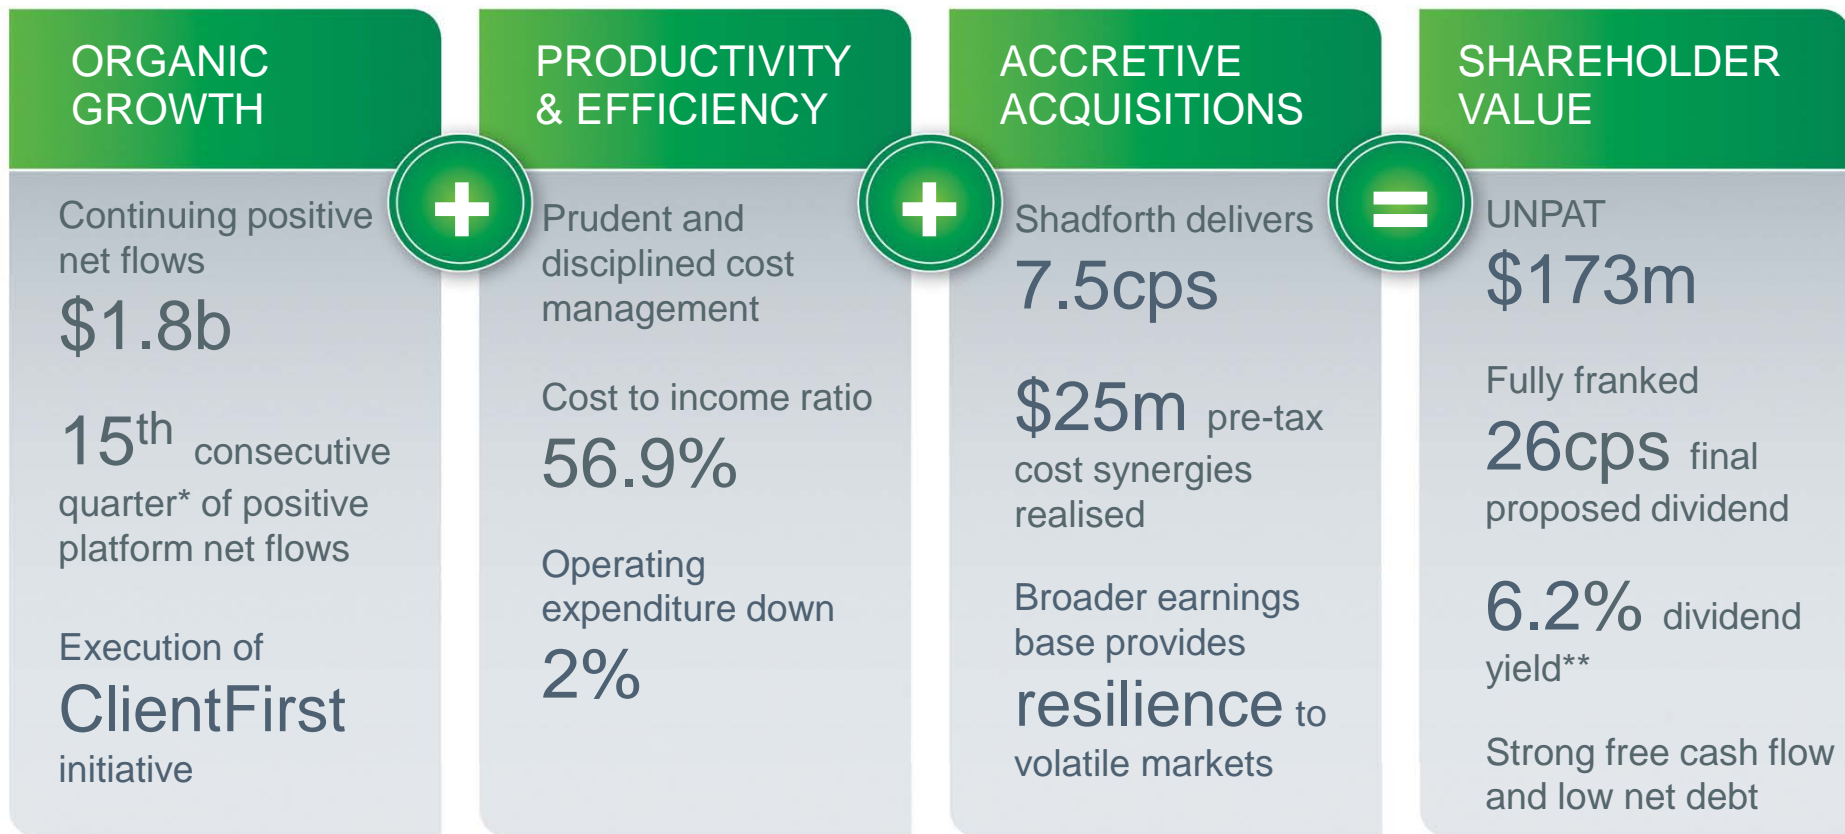 ORGANIC
GROWTH
Continuing positive
net flows
$1.8b
15th consecutive
quarter* of positive
platform net flows
Execution of
ClientFirst
initiative
+
PRODUCTIVITY
& EFFICIENCY
Prudent and
disciplined cost
management
Cost to income ratio
56.9%
Operating
expenditure down
2%
+
ACCRETIVE
ACQUISITIONS
Shadforth delivers
7.5cps
$25m pre-tax
cost synergies
realised
Broader earnings
base provides
resilience to
volatile markets
=
SHAREHOLDER
VALUE
UNPAT
$173m
Fully franked
26cps final
proposed dividend
6.2% dividend
yield**
Strong free cash flow
and low net debt